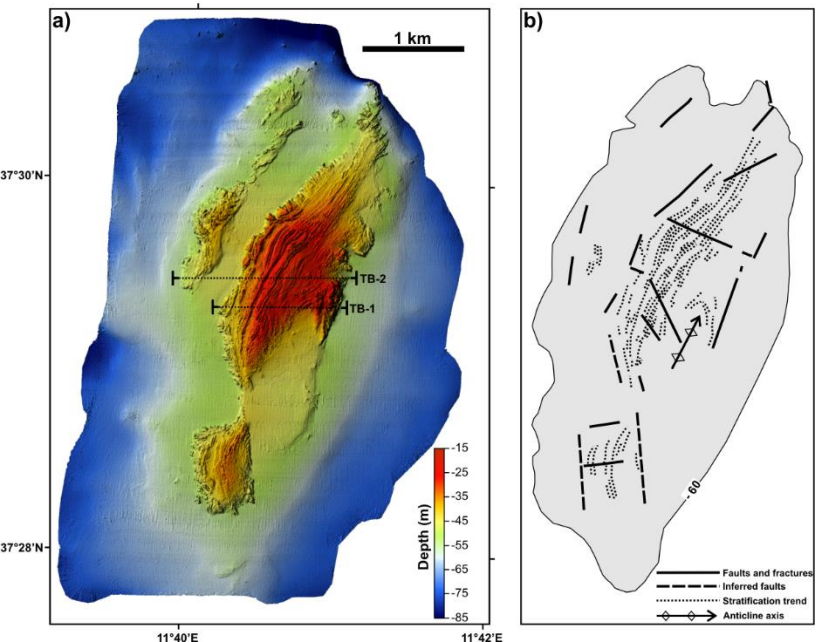 a)
1 km
37°30'N
TB-2
TB-1
Depth (m)
-15
-25
-35
-45
-55
-65
-75
-85
37°28'N
11°40'E
11°42'E
b)
-60
Faults and fractures
Inferred faults
Stratification trend
Anticline axis